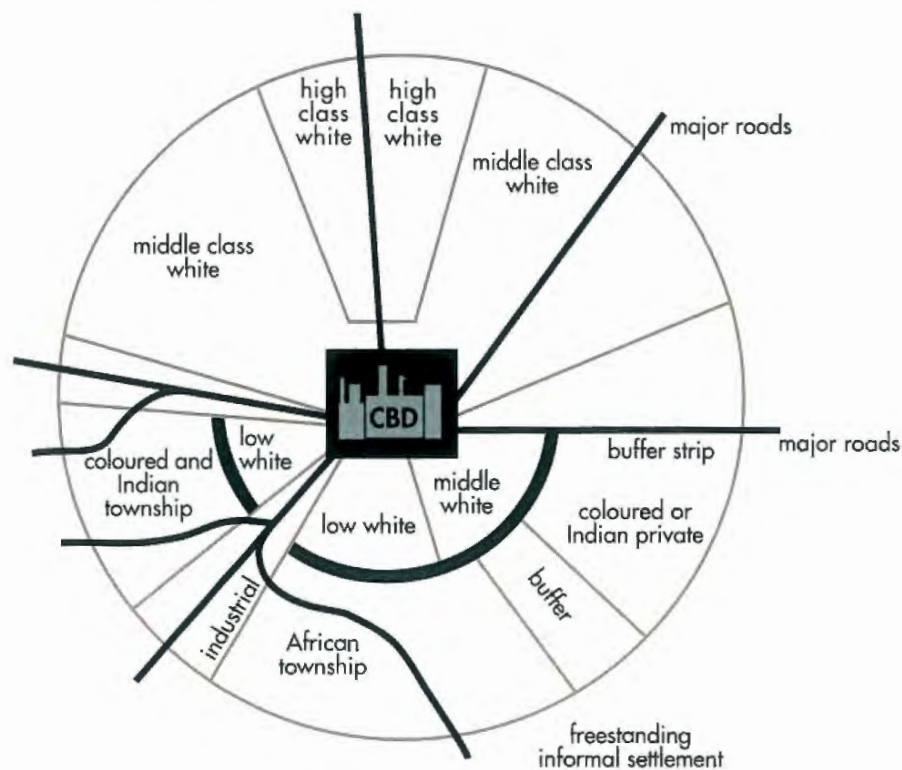 high
class
white
high
class
white
major roads
middle class
white
middle class
white
CBD
low
white
buffer strip
major roads
coloured and
Indian
township
middle
white
low white
coloured or
Indian private
buffer
industrial
African
township
freestanding
informal settlement